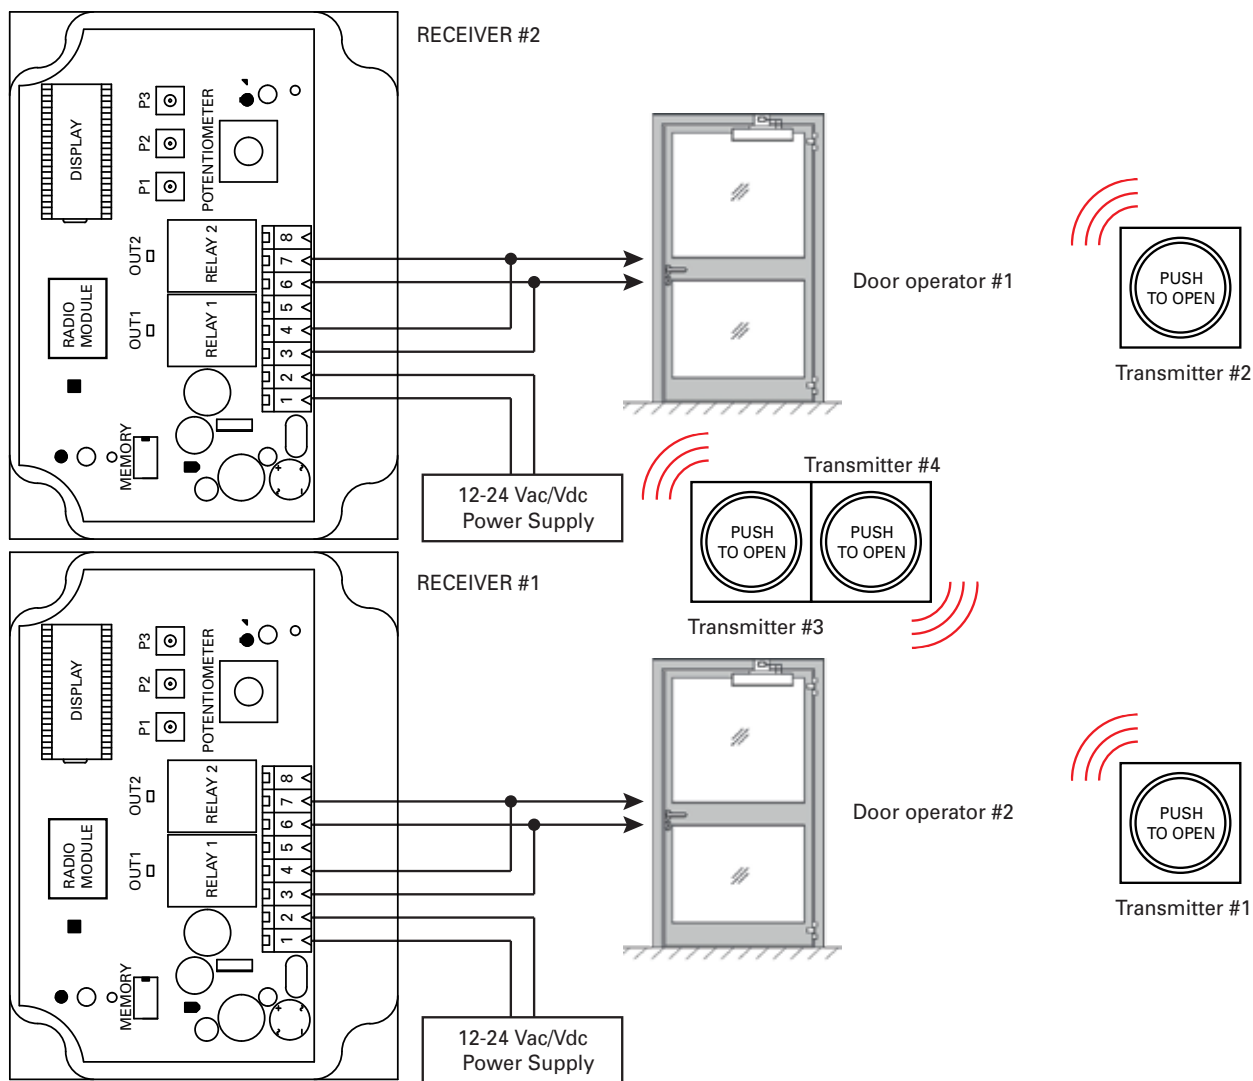 RECEIVER #2
DISPLAY
P3
P2
P1
POTENTIOMETER
OUT2
OUT1
RELAY 2
RELAY 1
RADIO
MODULE
MEMORY
8
7
6
5
4
3
2
1
12-24 Vac/Vdc
Power Supply
Door operator #1
PUSH
TO OPEN
Transmitter #2
Transmitter #4
PUSH
TO OPEN
PUSH
TO OPEN
Transmitter #3
RECEIVER #1
DISPLAY
P3
P2
P1
POTENTIOMETER
OUT2
OUT1
RELAY 2
RELAY 1
RADIO
MODULE
MEMORY
8
7
6
5
4
3
2
1
12-24 Vac/Vdc
Power Supply
Door operator #2
PUSH
TO OPEN
Transmitter #1